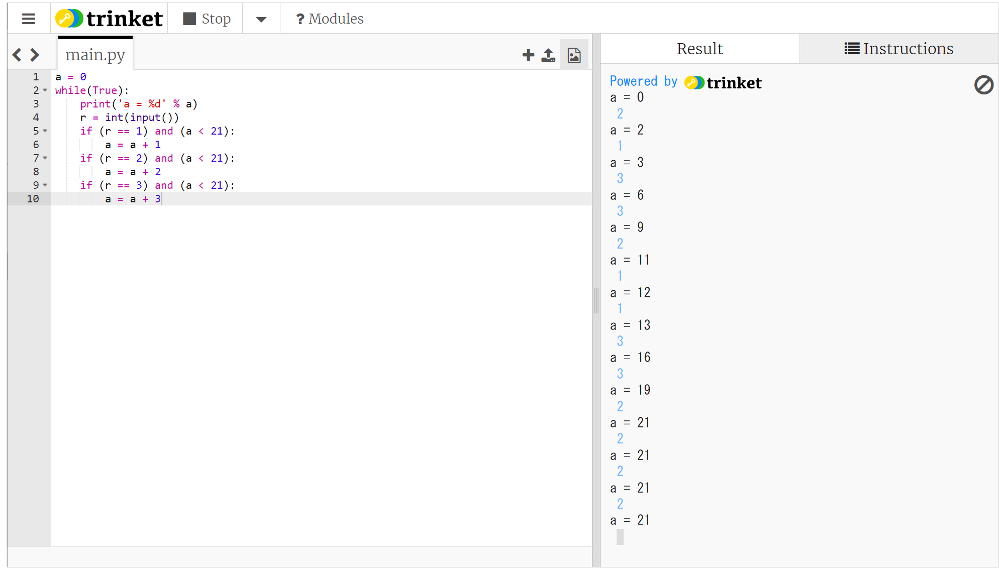 trinket Stop ? Modules
main.py
Result Instructions
1 a = 0
2 while(True):
3 print('a = %d' % a)
4 r = int(input())
5 if (r == 1) and (a < 21):
6 a = a + 1
7 if (r == 2) and (a < 21):
8 a = a + 2
9 if (r == 3) and (a < 21):
10 a = a + 3
Powered by trinket
a = 0
2
a = 2
1
a = 3
3
a = 6
3
a = 9
2
a = 11
1
a = 12
1
a = 13
3
a = 16
3
a = 19
2
a = 21
2
a = 21
2
a = 21
2
a = 21